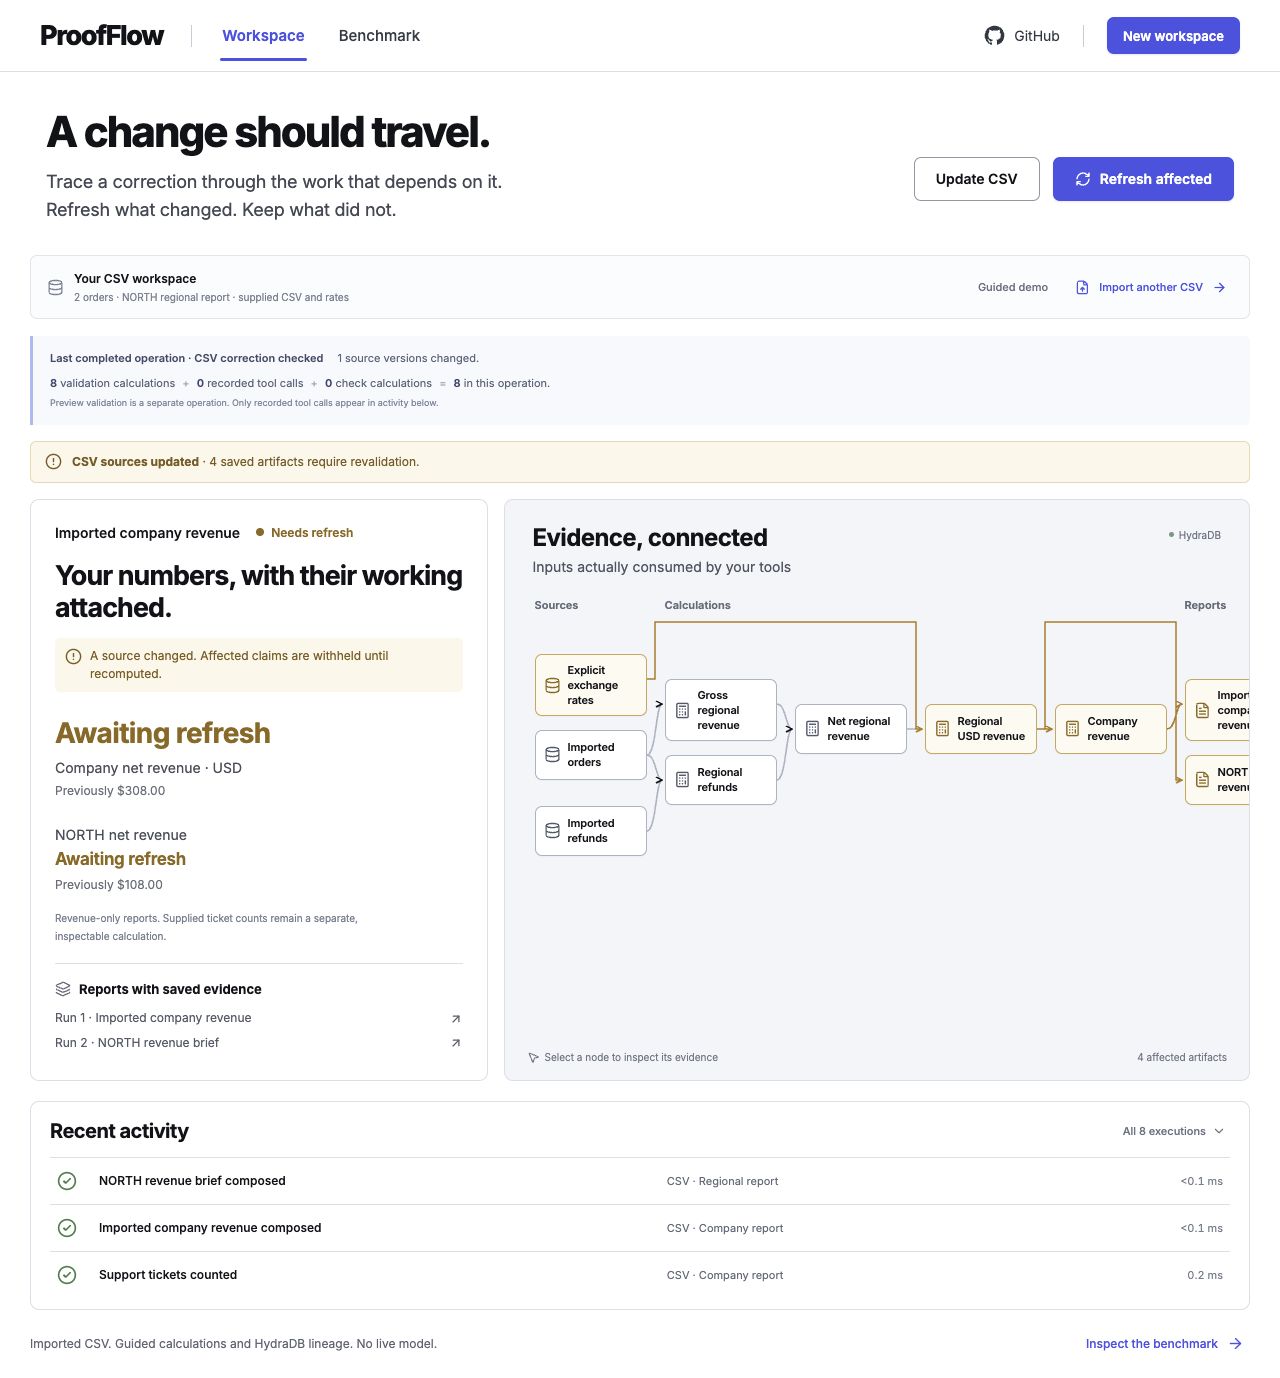 ProofFlow
Workspace
Benchmark
GitHub
New workspace
A change should travel.
Trace a correction through the work that depends on it.
Refresh what changed. Keep what did not.
Update CSV
Refresh affected
Your CSV workspace
2 orders · NORTH regional report · supplied CSV and rates
Guided demo
Import another CSV
Last completed operation · CSV correction checked 1 source versions changed.
8 validation calculations + 0 recorded tool calls + 0 check calculations = 8 in this operation.
Preview validation is a separate operation. Only recorded tool calls appear in activity below.
CSV sources updated · 4 saved artifacts require revalidation.
Imported company revenue
Needs refresh
Your numbers, with their working
attached.
A source changed. Affected claims are withheld until
recomputed.
Awaiting refresh
Company net revenue · USD
Previously $308.00
NORTH net revenue
Awaiting refresh
Previously $108.00
Revenue-only reports. Supplied ticket counts remain a separate,
inspectable calculation.
Reports with saved evidence
Run 1 · Imported company revenue
Run 2 · NORTH revenue brief
Evidence, connected
HydraDB
Inputs actually consumed by your tools
Sources
Calculations
Reports
Explicit
exchange
rates
Imported
orders
Imported
refunds
Gross
regional
revenue
Regional
refunds
Net regional
revenue
Regional
USD revenue
Company
revenue
NORT
Select a node to inspect its evidence
4 affected artifacts
Recent activity
All 8 executions
NORTH revenue brief composed
CSV · Regional report
<0.1 ms
Imported company revenue composed
CSV · Company report
<0.1 ms
Support tickets counted
CSV · Company report
0.2 ms
Imported CSV. Guided calculations and HydraDB lineage. No live model.
Inspect the benchmark